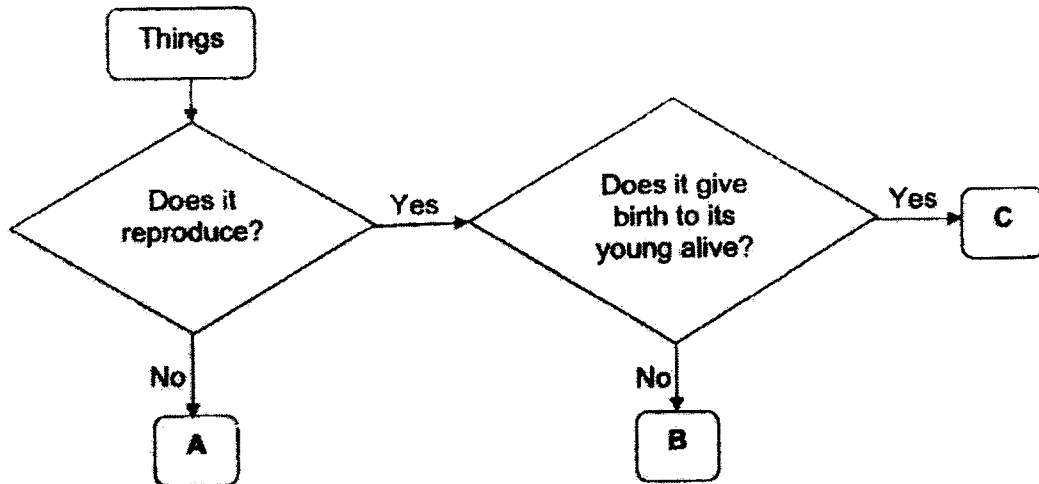 Things
Does it
reproduce?
Yes
Does it give
birth to its
young alive?
Yes
C
No
A
No
B